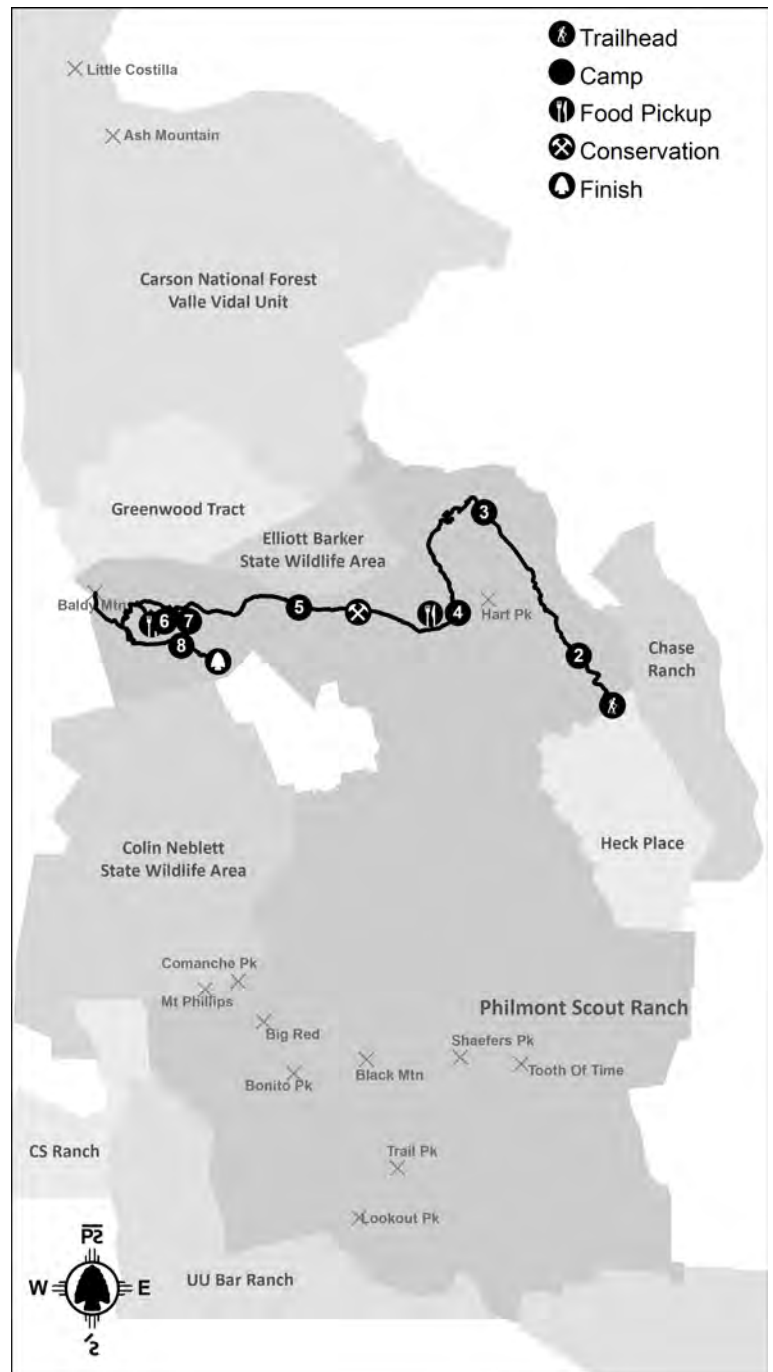 Trailhead
Camp
Food Pickup
Conservation
Finish
Little Costilla
Ash Mountain
Carson National Forest
Valle Vidal Unit
Greenwood Tract
Elliott Barker
State Wildlife Area
3
Baldy Mtn
6
7
5
4
Hart Pk
8
2
Chase
Ranch
Heck Place
Colin Neblett
State Wildlife Area
Comanche Pk
Mt Phillips
Big Red
Bonito Pk
Black Mtn
Philmont Scout Ranch
Shaefers Pk
Tooth Of Time
Trail Pk
Lookout Pk
CS Ranch
UU Bar Ranch
W
E